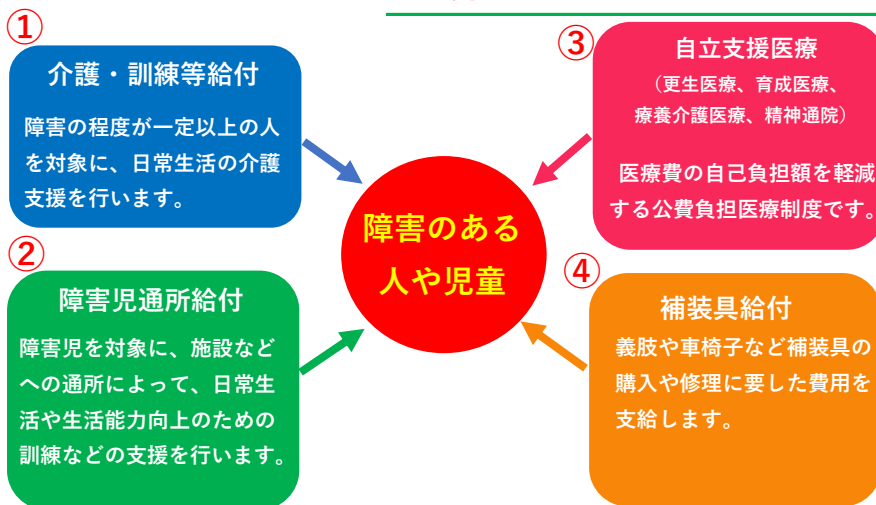 ①
介護・訓練等給付
障害の程度が一定以上の人
を対象に、日常生活の介護
支援を行います。
②
障害児通所給付
障害児を対象に、施設など
への通所によって、日常生
活や生活能力向上のための
訓練などの支援を行います。
障害のある
人や児童
③
自立支援医療
（更生医療、育成医療、
療養介護医療、精神通院）
医療費の自己負担額を軽減
する公費負担医療制度です。
④
補装具給付
義肢や車椅子など補装具の
購入や修理に要した費用を
支給します。